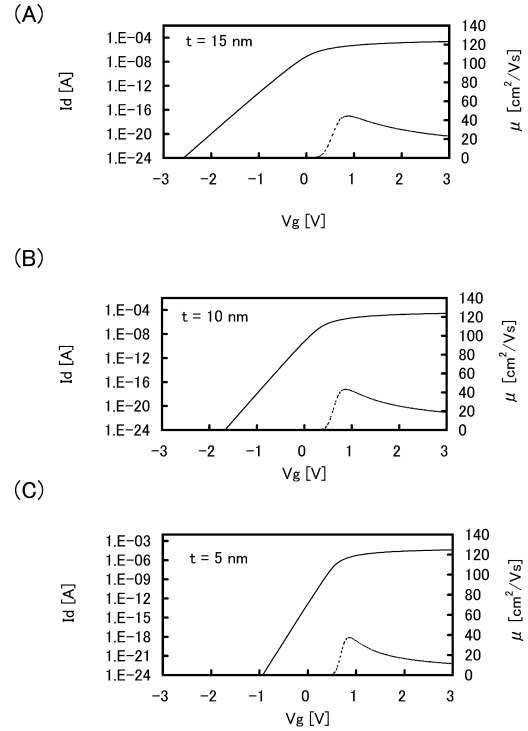 (A)
t = 15 nm
Id [A]
1.E-04
1.E-08
1.E-12
1.E-16
1.E-20
1.E-24
140
120
100
80
60
40
20
0
μ [cm²/Vs]
-3 -2 -1 0 1 2 3
Vg [V]
(B)
t = 10 nm
Id [A]
1.E-04
1.E-08
1.E-12
1.E-16
1.E-20
1.E-24
140
120
100
80
60
40
20
0
μ [cm²/Vs]
-3 -2 -1 0 1 2 3
Vg [V]
(C)
t = 5 nm
Id [A]
1.E-03
1.E-06
1.E-09
1.E-12
1.E-15
1.E-18
1.E-21
1.E-24
140
120
100
80
60
40
20
0
μ [cm²/Vs]
-3 -2 -1 0 1 2 3
Vg [V]